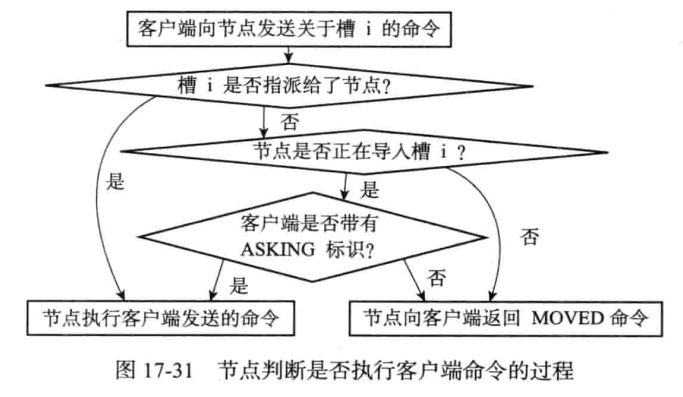 客户端向节点发送关于槽 i 的命令
槽 i 是否指派给了节点?
否
节点是否正在导入槽 i ?
是
是
客户端是否带有
ASKING 标识?
否
是
否
节点执行客户端发送的命令
节点向客户端返回 MOVED 命令
图 17-31 节点判断是否执行客户端命令的过程